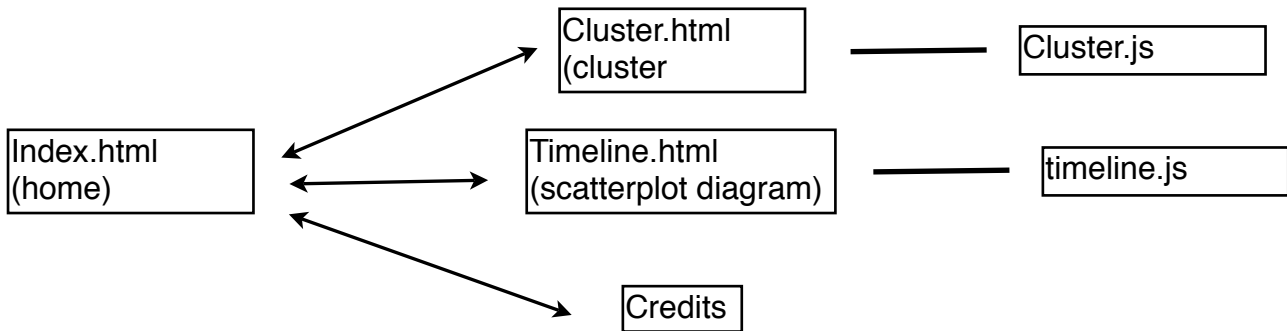 Cluster.html
(cluster
Cluster.js
Index.html
(home)
Timeline.html
(scatterplot diagram)
timeline.js
Credits